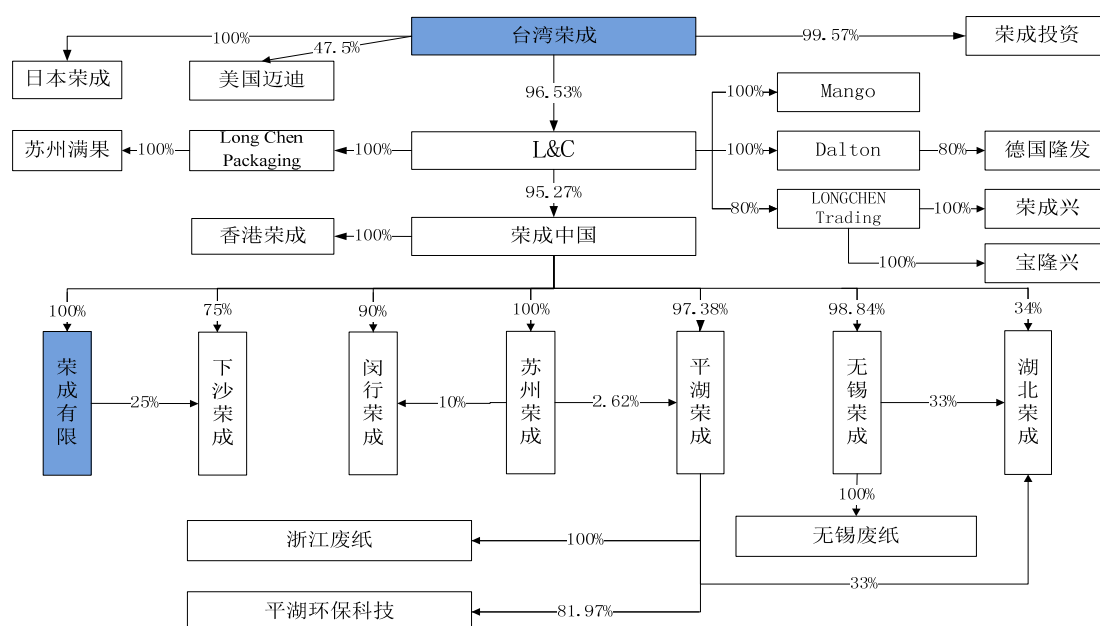 台湾荣成
100%
47.5%
99.57%
荣成投资
日本荣成
美国迈迪
96.53%
100%
Mango
苏州满果
100%
Long Chen
Packaging
100%
L&C
100%
Dalton
80%
德国隆发
95.27%
80%
LONGCHEN
Trading
100%
荣成兴
香港荣成
100%
荣成中国
100%
宝隆兴
100%
75%
90%
100%
97.38%
98.84%
34%
荣成有限
25%
下沙荣成
闵行荣成
10%
苏州荣成
2.62%
平湖荣成
无锡荣成
33%
湖北荣成
100%
浙江废纸
100%
无锡废纸
33%
平湖环保科技
81.97%